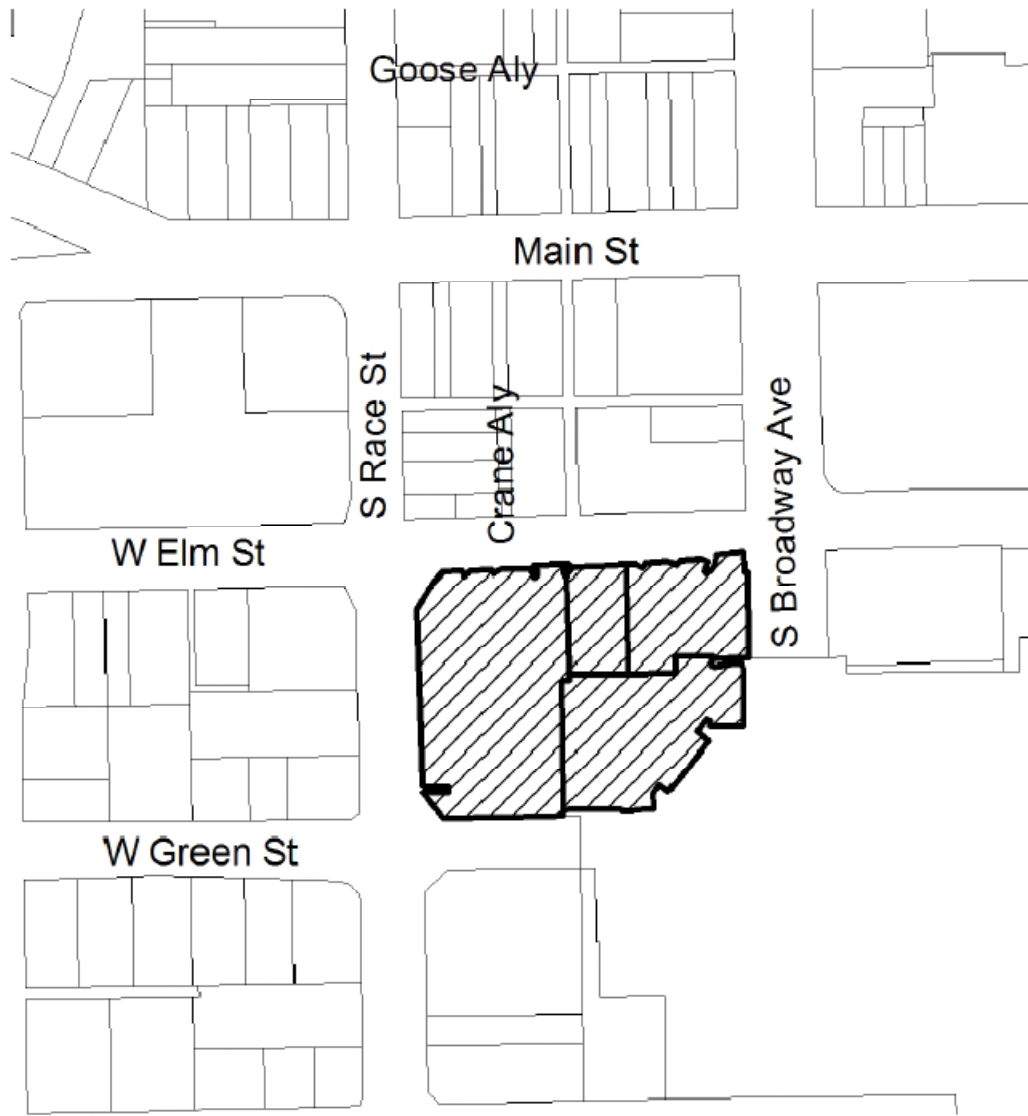 Goose Aly
Main St
S Race St
Crane Aly
S Broadway Ave
W Elm St
W Green St